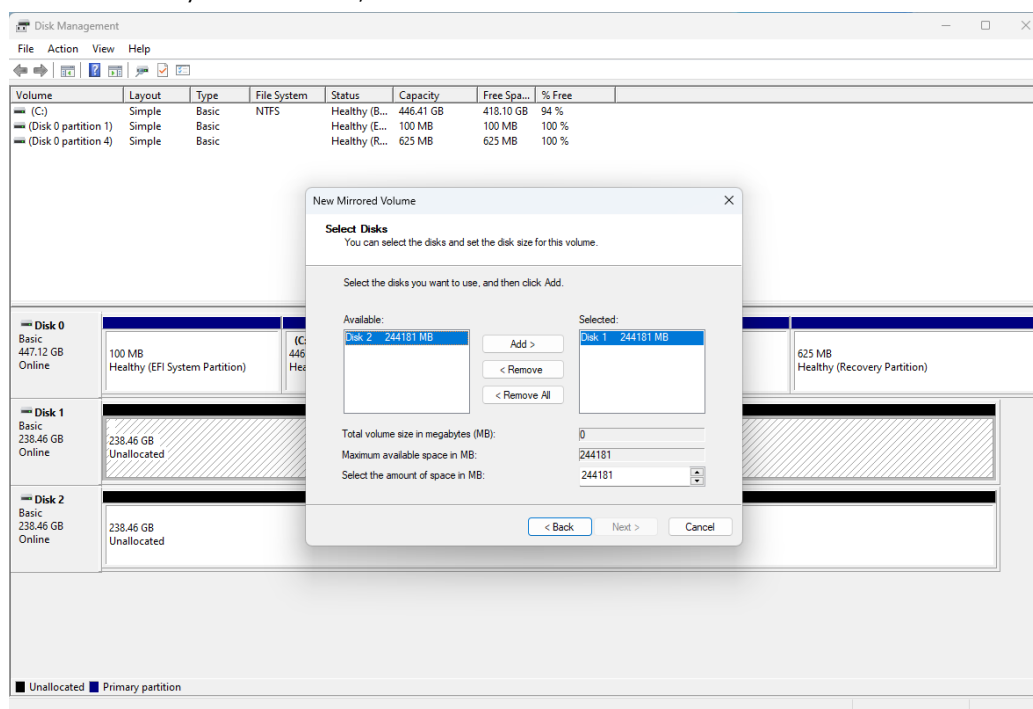 Disk Management
File Action View Help
Volume Layout Type File System Status Capacity Free Spa... % Free
(C:) Simple Basic NTFS Healthy (B... 446.41 GB 418.10 GB 94 %
(Disk 0 partition 1) Simple Basic Healthy (E... 100 MB 100 MB 100 %
(Disk 0 partition 4) Simple Basic Healthy (R... 625 MB 625 MB 100 %
New Mirrored Volume
Select Disks
You can select the disks and set the disk size for this volume.
Select the disks you want to use, and then click Add.
Available: Selected:
Disk 2 244181 MB Add > Disk 1 244181 MB
< Remove
< Remove All
Total volume size in megabytes (MB): 0
Maximum available space in MB: 244181
Select the amount of space in MB: 244181
< Back Next > Cancel
Disk 0
Basic
447.12 GB
Online
100 MB
Healthy (EFI System Partition)
(C:
446
Hea
625 MB
Healthy (Recovery Partition)
Disk 1
Basic
238.46 GB
Online
238.46 GB
Unallocated
Disk 2
Basic
238.46 GB
Online
238.46 GB
Unallocated
Unallocated Primary partition